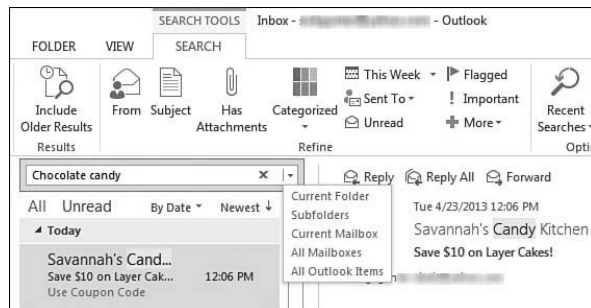 SEARCH TOOLS Inbox - - Outlook
FOLDER VIEW SEARCH
Include Older Results
From
Subject
Has Attachments
Categorized
This Week
Sent To
Unread
Flagged
! Important
More
Recent Searches
Results
Refine
Opti
Chocolate candy
All Unread By Date Newest
Today
Savannah's Cand...
Save $10 on Layer Cak... 12:06 PM
Use Coupon Code
Current Folder
Subfolders
Current Mailbox
All Mailboxes
All Outlook Items
Reply Reply All Forward
Tue 4/23/2013 12:06 PM
Savannah's Candy Kitchen
Save $10 on Layer Cakes!